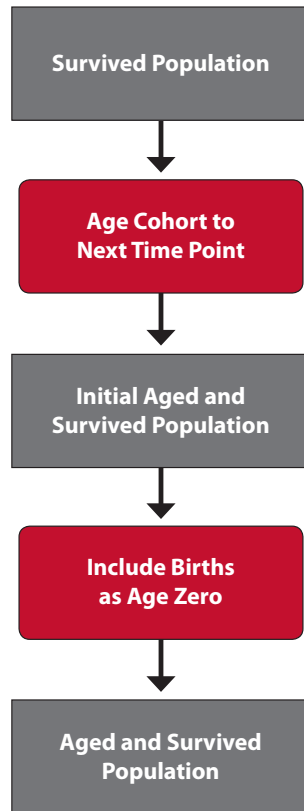 Survived Population
Age Cohort to
Next Time Point
Initial Aged and
Survived Population
Include Births
as Age Zero
Aged and Survived
Population